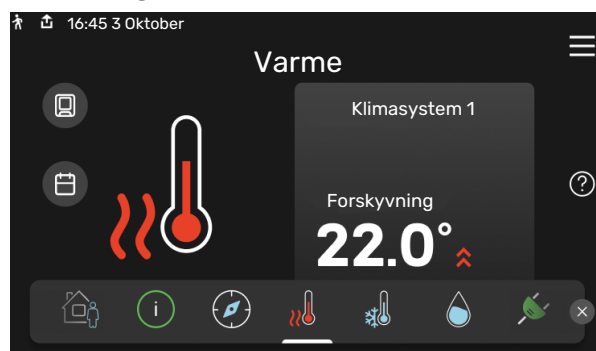 16:45 3 Oktober
Varme
Klimasystem 1
Forskyvning
22.0°